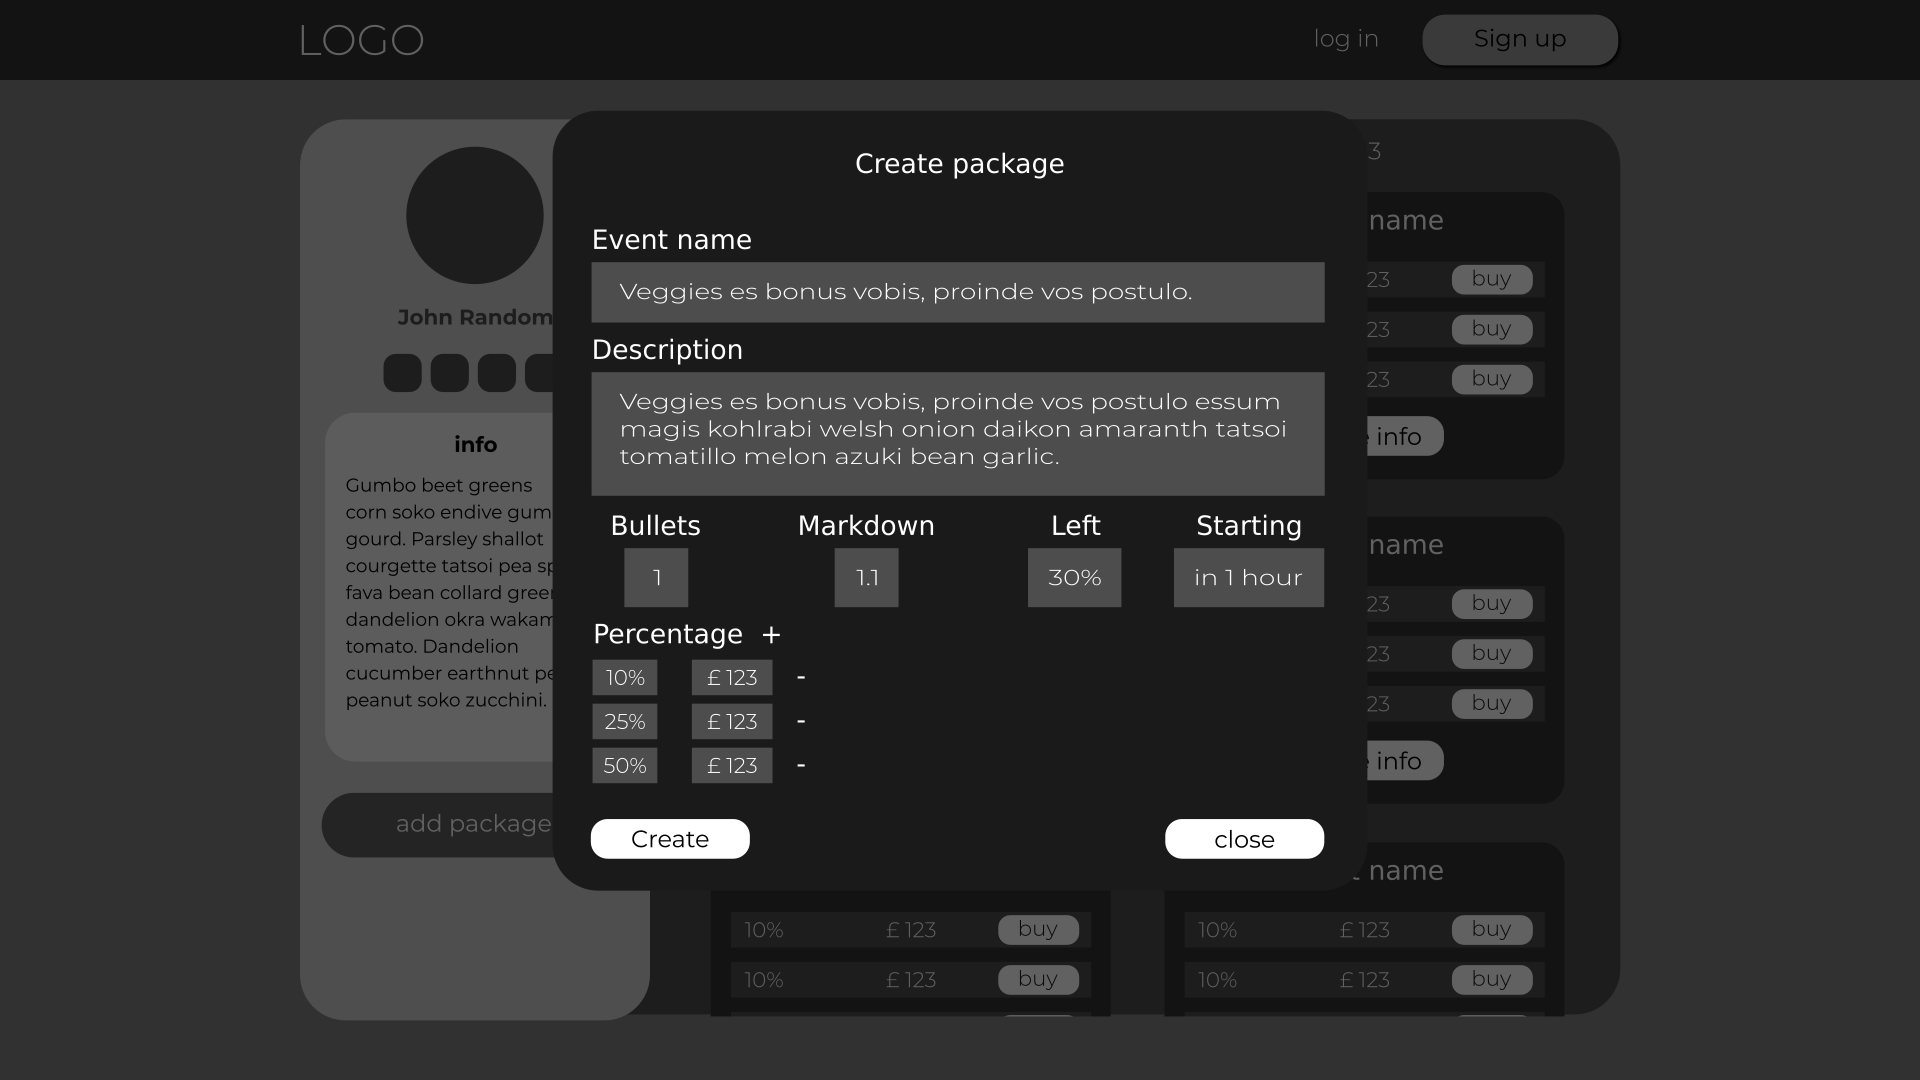 LOGO
log in
Sign up
Create package
Event name
Veggies es bonus vobis, proinde vos postulo.
Description
Veggies es bonus vobis, proinde vos postulo essum
magis kohlrabi welsh onion daikon amaranth tatsoi
tomatillo melon azuki bean garlic.
Bullets
Markdown
Left
Starting
1
1.1
30%
in 1 hour
Percentage +
10% £ 123 -
25% £ 123 -
50% £ 123 -
Create
close
John Random
info
Gumbo beet greens
corn soko endive gum
gourd. Parsley shallot
courgette tatsoi pea sp
fava bean collard gree
dandelion okra wakam
tomato. Dandelion
cucumber earthnut pe
peanut soko zucchini.
add package
3
name
23 buy
23 buy
23 buy
info
name
23 buy
23 buy
23 buy
info
name
10% £ 123 buy
10% £ 123 buy
10% £ 123 buy
10% £ 123 buy